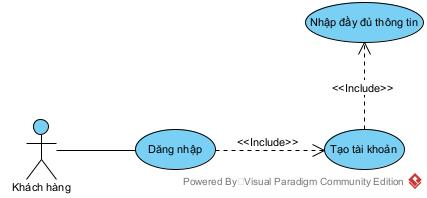 Nhập đầy đủ thông tin
<<Include>>
Dăng nhập
<<Include>>
Tạo tài khoản
Khách hàng
Powered By Visual Paradigm Community Edition